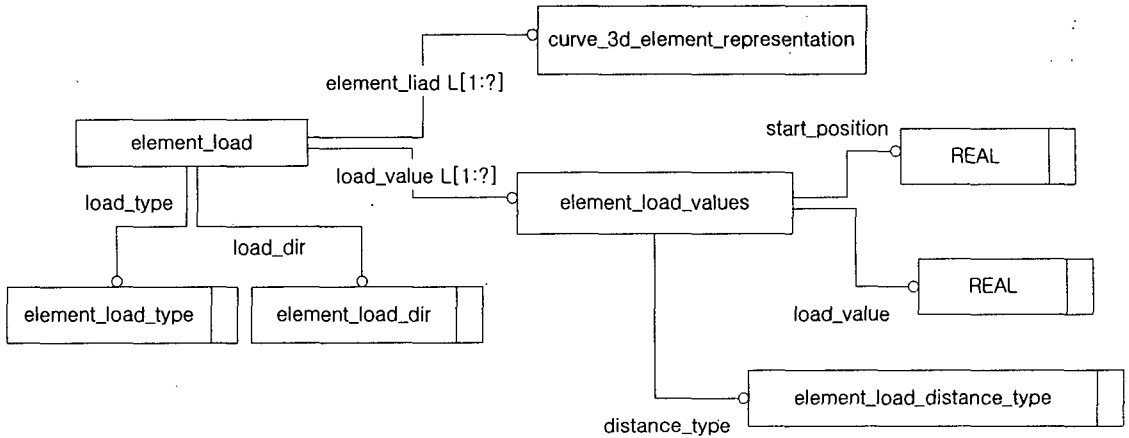 curve_3d_element_representation
element_liad L[1:?]
start_position
element_load
REAL
load_value L[1:?]
load_type
element_load_values
load_dir
REAL
element_load_type
element_load_dir
load_value
element_load_distance_type
distance_type